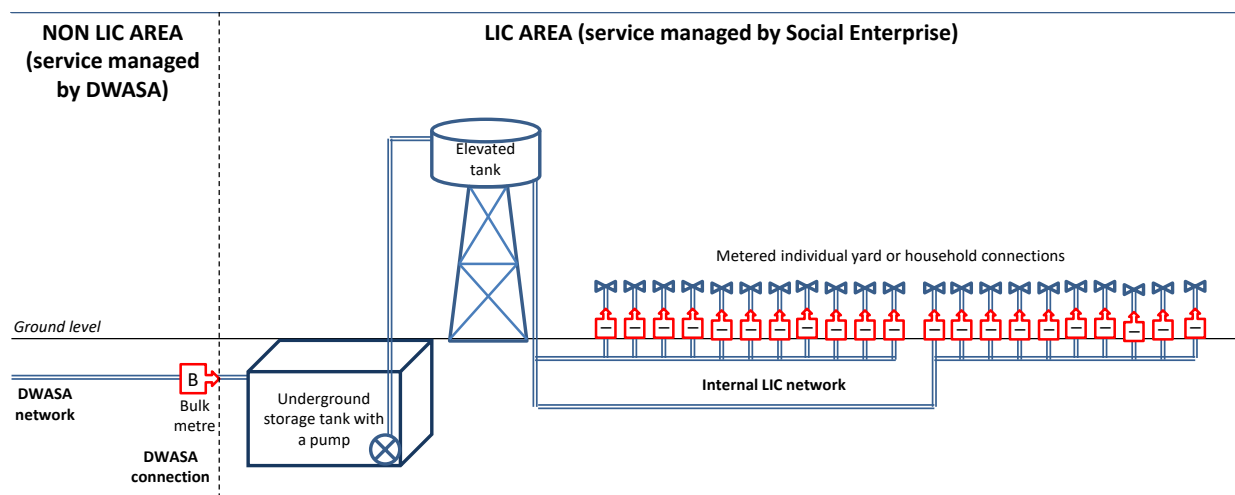 NON LIC AREA
(service managed
by DWASA)
LIC AREA (service managed by Social Enterprise)
Elevated
tank
Metered individual yard or household connections
Ground level
DWASA
network
B
Bulk
metre
DWASA
connection
Underground
storage tank with
a pump
Internal LIC network